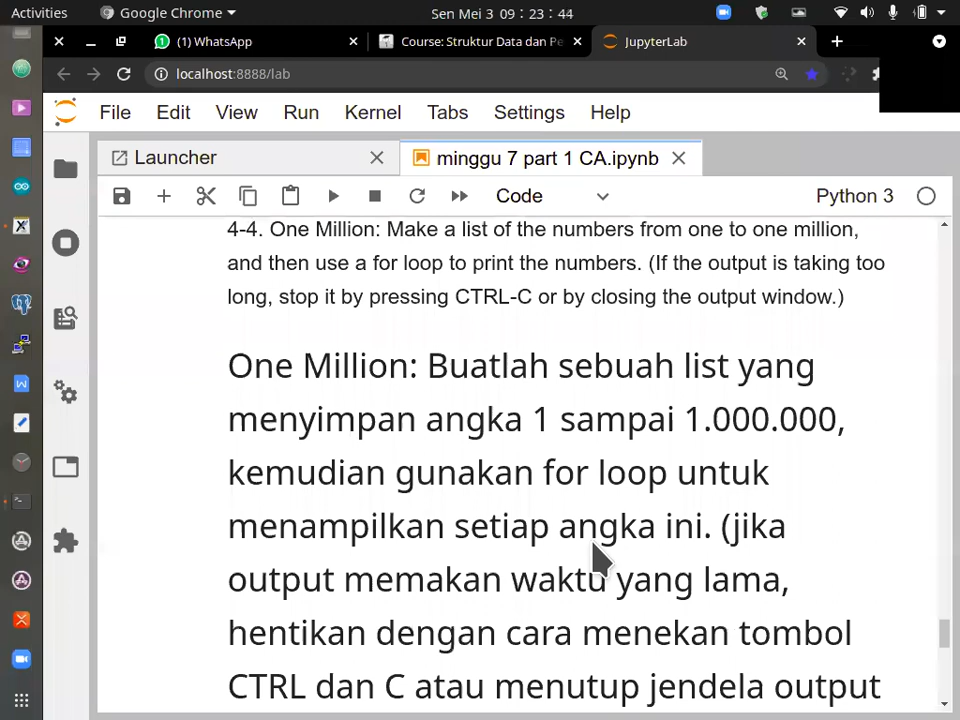 Activities
Google Chrome
Sen Mei 3 09:23:44
(1) WhatsApp
Course: Struktur Data dan Pe
JupyterLab
localhost:8888/lab
File Edit View Run Kernel Tabs Settings Help
Launcher
minggu 7 part 1 CA.ipynb
Code
Python 3
4-4. One Million: Make a list of the numbers from one to one million,
and then use a for loop to print the numbers. (If the output is taking too
long, stop it by pressing CTRL-C or by closing the output window.)
One Million: Buatlah sebuah list yang
menyimpan angka 1 sampai 1.000.000,
kemudian gunakan for loop untuk
menampilkan setiap angka ini. (jika
output memakan waktu yang lama,
hentikan dengan cara menekan tombol
CTRL dan C atau menutup jendela output